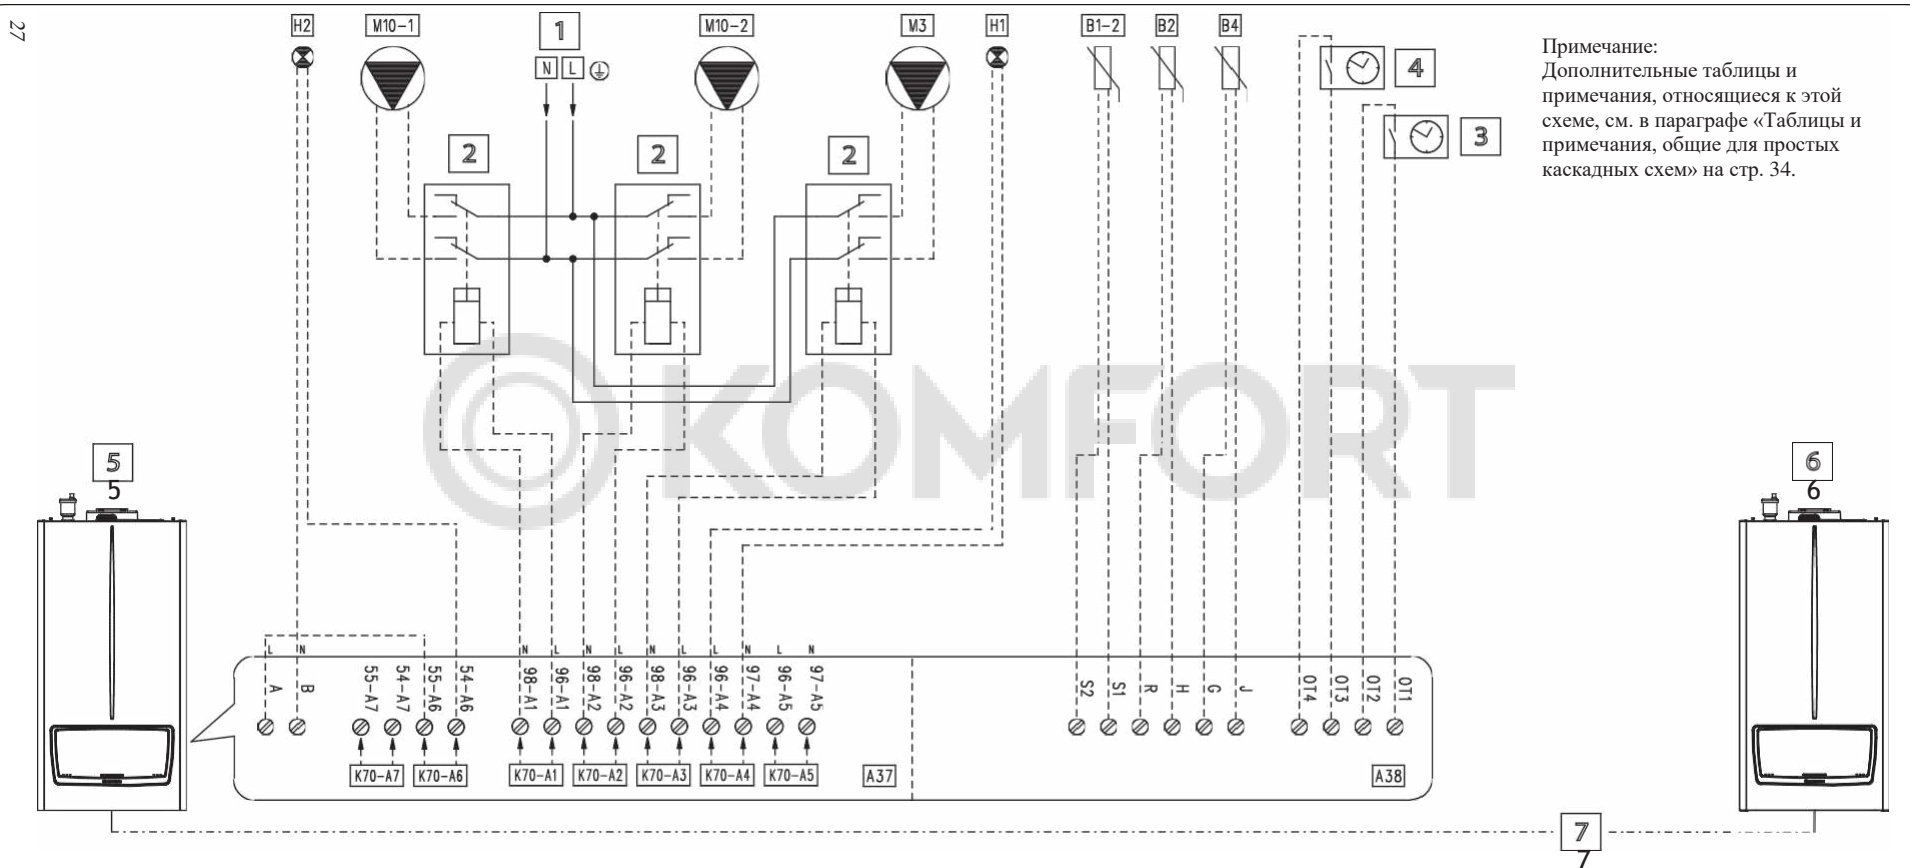 27
H2
M10-1
1
N
L
M10-2
M3
H1
B1-2
B2
B4
4
3
Примечание:
Дополнительные таблицы и
примечания, относящиеся к этой
схеме, см. в параграфе «Таблицы и
примечания, общие для простых
каскадных схем» на стр. 34.
2
2
2
KOMFORT
5
5
6
6
L
N
N
L
N
L
N
L
L
N
L
N
A
B
55-A7
54-A7
55-A6
54-A6
98-A1
96-A1
98-A2
96-A2
98-A3
96-A3
96-A4
97-A4
96-A5
97-A5
S2
S1
R
H
G
J
OT4
OT3
OT2
OT1
K70-A7
K70-A6
K70-A1
K70-A2
K70-A3
K70-A4
K70-A5
A37
A38
7
7